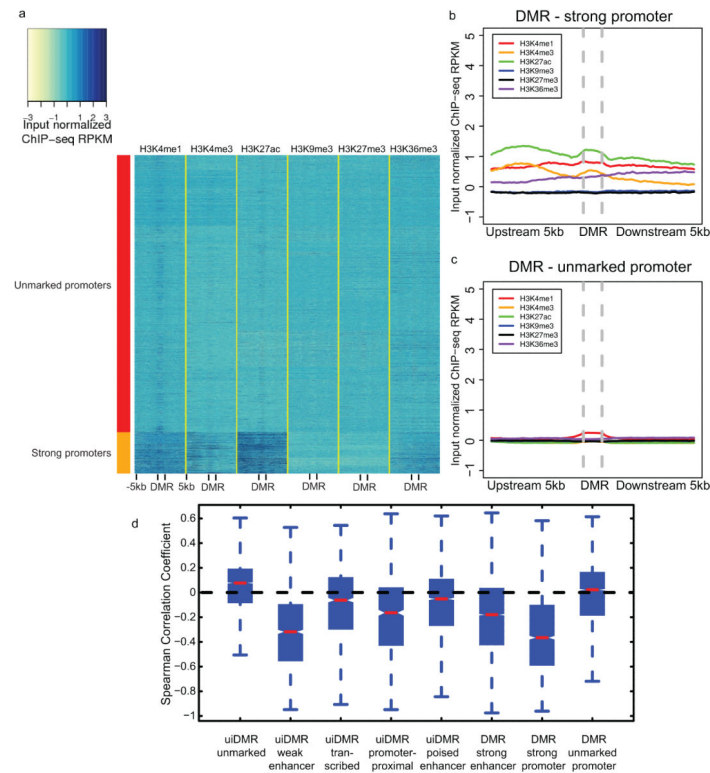 a
-3 -1 0 1 2 3
Input normalized
ChIP-seq RPKM
H3K4me1 H3K4me3 H3K27ac H3K9me3 H3K27me3 H3K36me3
Unmarked promoters
Strong promoters
-5kb DMR 5kb DMR DMR DMR DMR DMR
b
DMR - strong promoter
Input normalized ChIP-seq RPKM
5
4
3
2
1
0
-1
H3K4me1
H3K4me3
H3K27ac
H3K9me3
H3K27me3
H3K36me3
Upstream 5kb DMR Downstream 5kb
c
DMR - unmarked promoter
Input normalized ChIP-seq RPKM
5
4
3
2
1
0
-1
H3K4me1
H3K4me3
H3K27ac
H3K9me3
H3K27me3
H3K36me3
Upstream 5kb DMR Downstream 5kb
d
Spearman Correlation Coefficient
0.6
0.4
0.2
0
-0.2
-0.4
-0.6
-0.8
-1
uiDMR uiDMR uiDMR uiDMR uiDMR DMR DMR DMR
unmarked weak tran- promoter- poised strong strong unmarked
enhancer scribed proximal enhancer enhancer promoter promoter